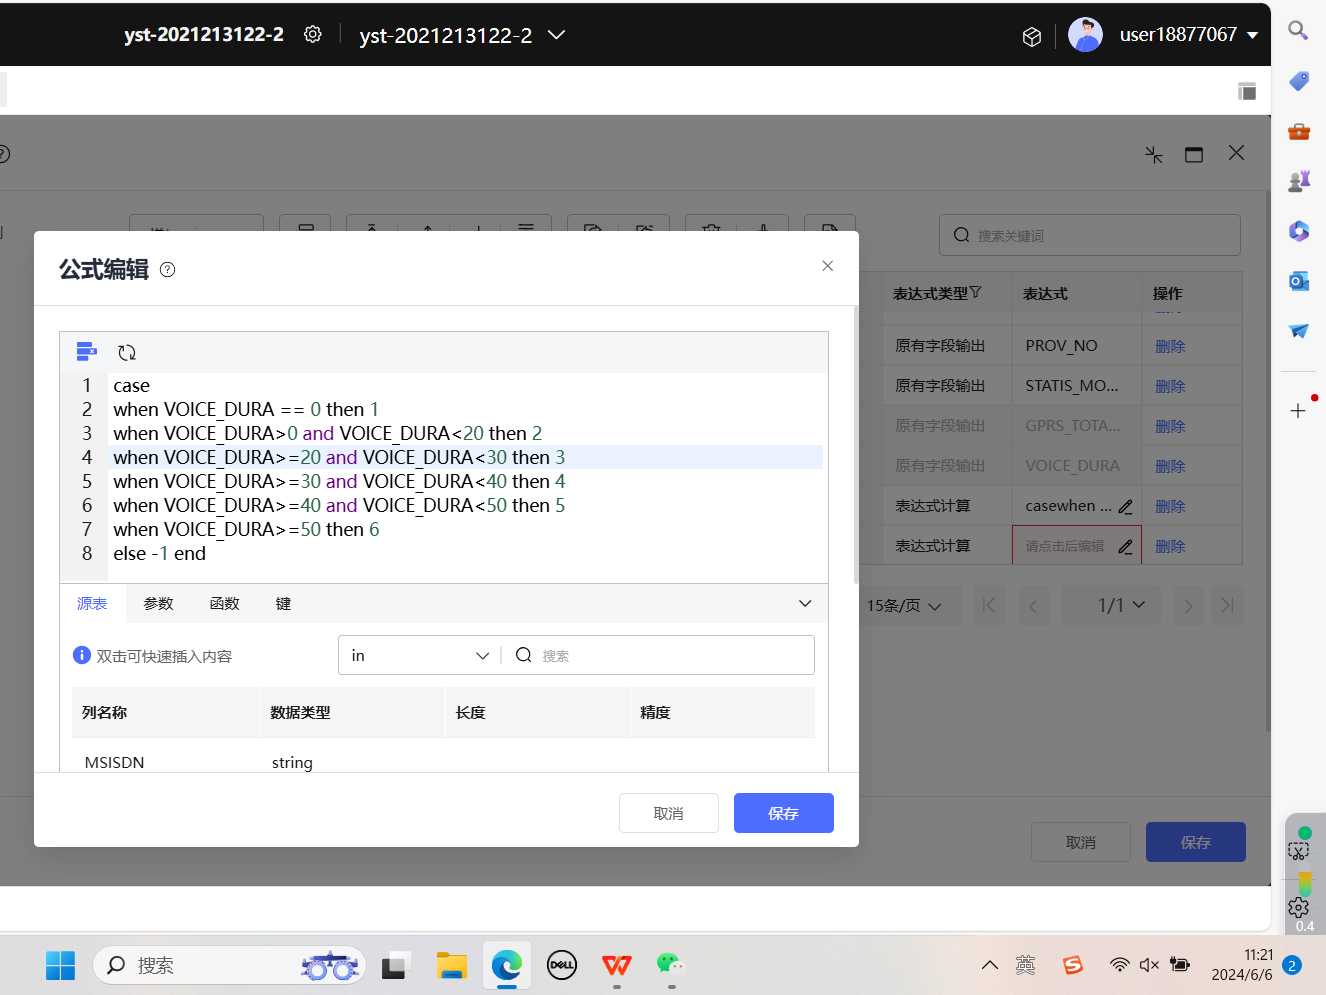 yst-2021213122-2
yst-2021213122-2
user18877067
搜索关键词
公式编辑
表达式类型
表达式
操作
原有字段输出
PROV_NO
删除
原有字段输出
STATIS_MO...
删除
原有字段输出
GPRS_TOTA...
删除
原有字段输出
VOICE_DURA
删除
表达式计算
casewhen ...
删除
表达式计算
请点击后编辑
删除
15条/页
1/1
1 case
2 when VOICE_DURA == 0 then 1
3 when VOICE_DURA>0 and VOICE_DURA<20 then 2
4 when VOICE_DURA>=20 and VOICE_DURA<30 then 3
5 when VOICE_DURA>=30 and VOICE_DURA<40 then 4
6 when VOICE_DURA>=40 and VOICE_DURA<50 then 5
7 when VOICE_DURA>=50 then 6
8 else -1 end
源表
参数
函数
键
双击可快速插入内容
in
搜索
列名称
数据类型
长度
精度
MSISDN
string
取消
保存
取消
保存
0.4
搜索
DELL
英
11:21
2024/6/6
2